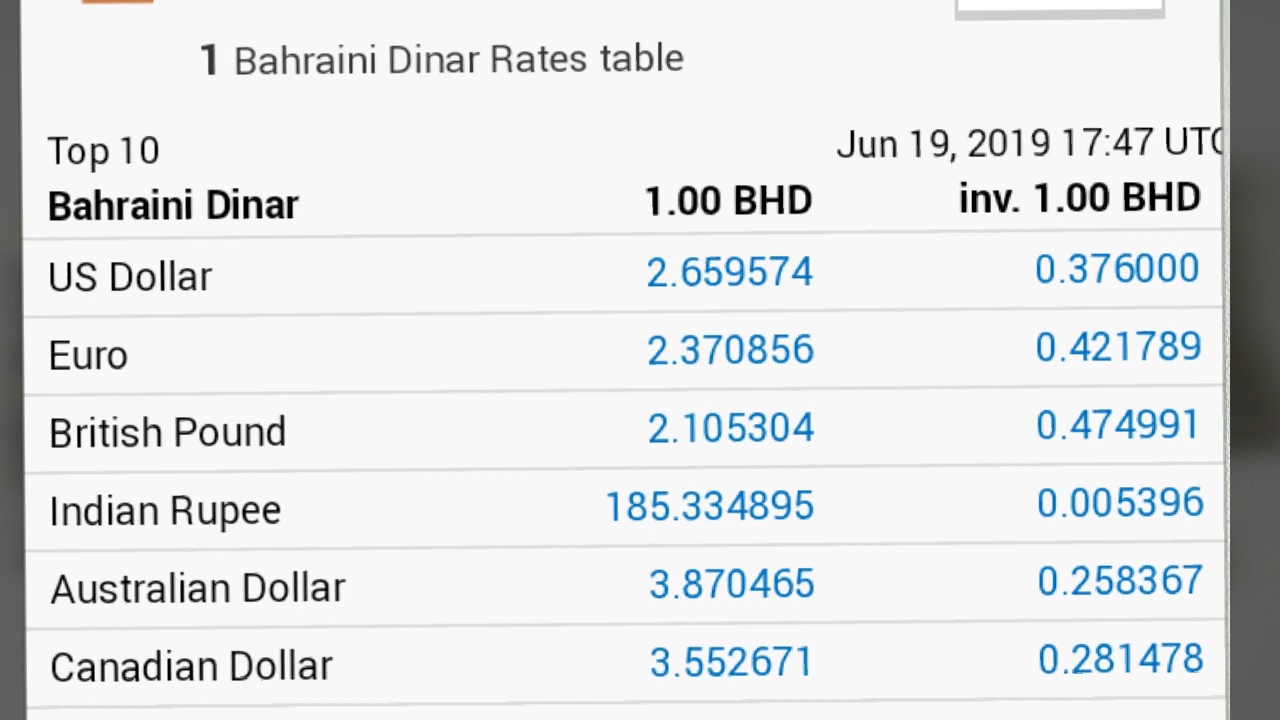 1 Bahraini Dinar Rates table
Top 10 Jun 19, 2019 17:47 UTC
Bahraini Dinar 1.00 BHD inv. 1.00 BHD
US Dollar 2.659574 0.376000
Euro 2.370856 0.421789
British Pound 2.105304 0.474991
Indian Rupee 185.334895 0.005396
Australian Dollar 3.870465 0.258367
Canadian Dollar 3.552671 0.281478